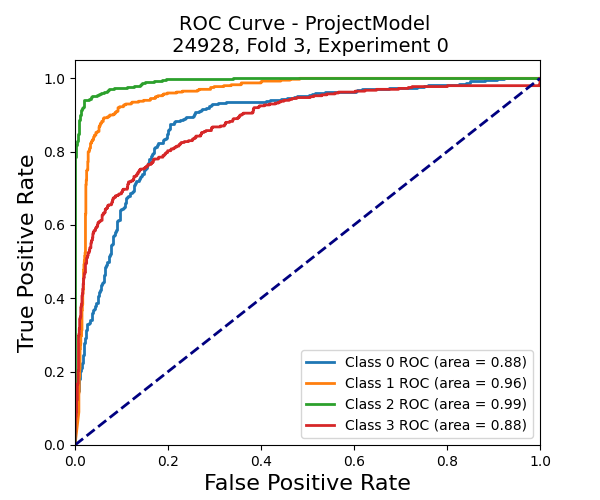 ROC Curve - ProjectModel
24928, Fold 3, Experiment 0
True Positive Rate
1.0
0.8
0.6
0.4
0.2
0.0
Class 0 ROC (area = 0.88)
Class 1 ROC (area = 0.96)
Class 2 ROC (area = 0.99)
Class 3 ROC (area = 0.88)
0.0 0.2 0.4 0.6 0.8 1.0
False Positive Rate